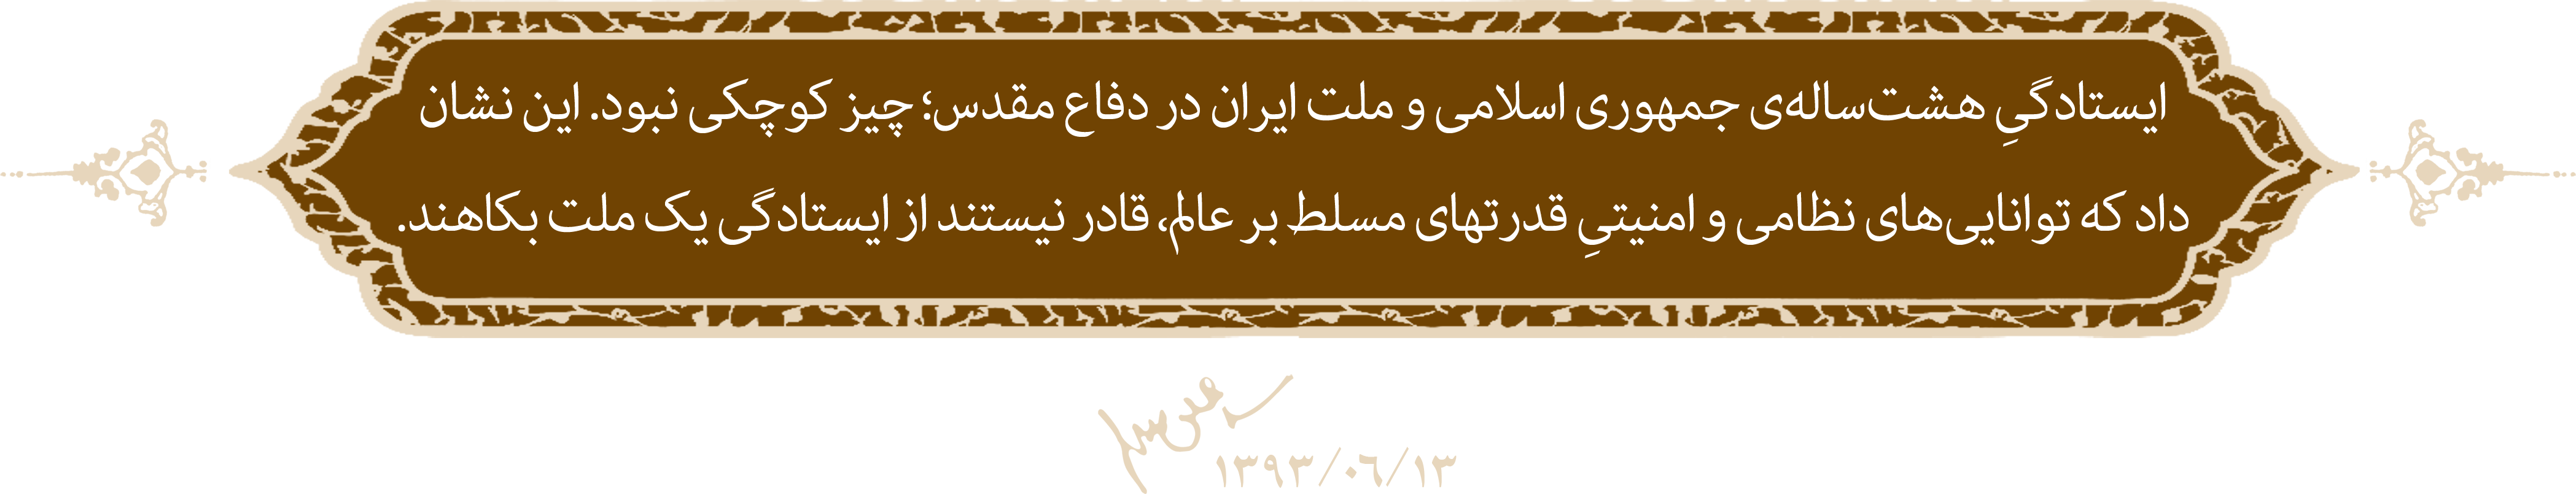 ایستادگیِ هشت‌ساله‌ی جمهوری اسلامی و ملت ایران در دفاع مقدس؛ چیز کوچکی نبود. این نشان
داد که توانایی‌های نظامی و امنیتیِ قدرتهای مسلط بر عالم، قادر نیستند از ایستادگی یک ملت بکاهند.
۱۳۹۳/۰۶/۱۳